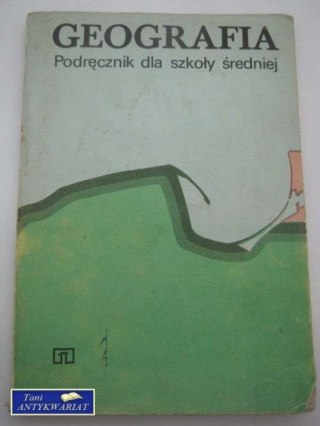 GEOGRAFIA
Podręcznik dla szkoły średniej
Tani
ANTYKWARIAT